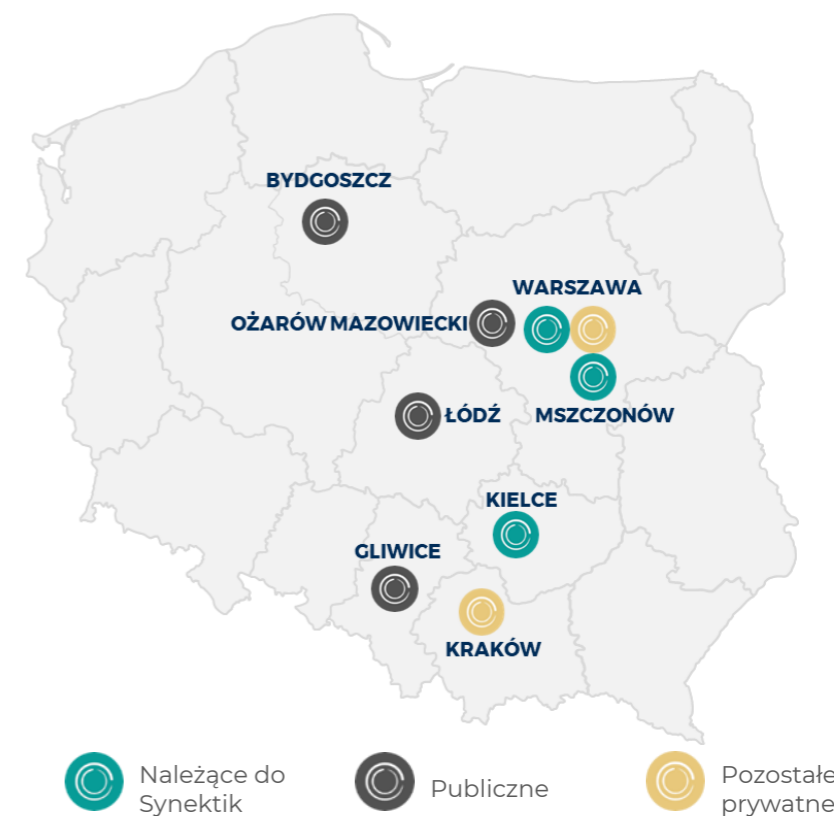 BYDGOSZCZ
WARSZAWA
OŻARÓW MAZOWIECKI
ŁÓDŹ
MSZCZONÓW
KIELCE
GLIWICE
KRAKÓW
Należące do
Synektik
Publiczne
Pozostałe
prywatne